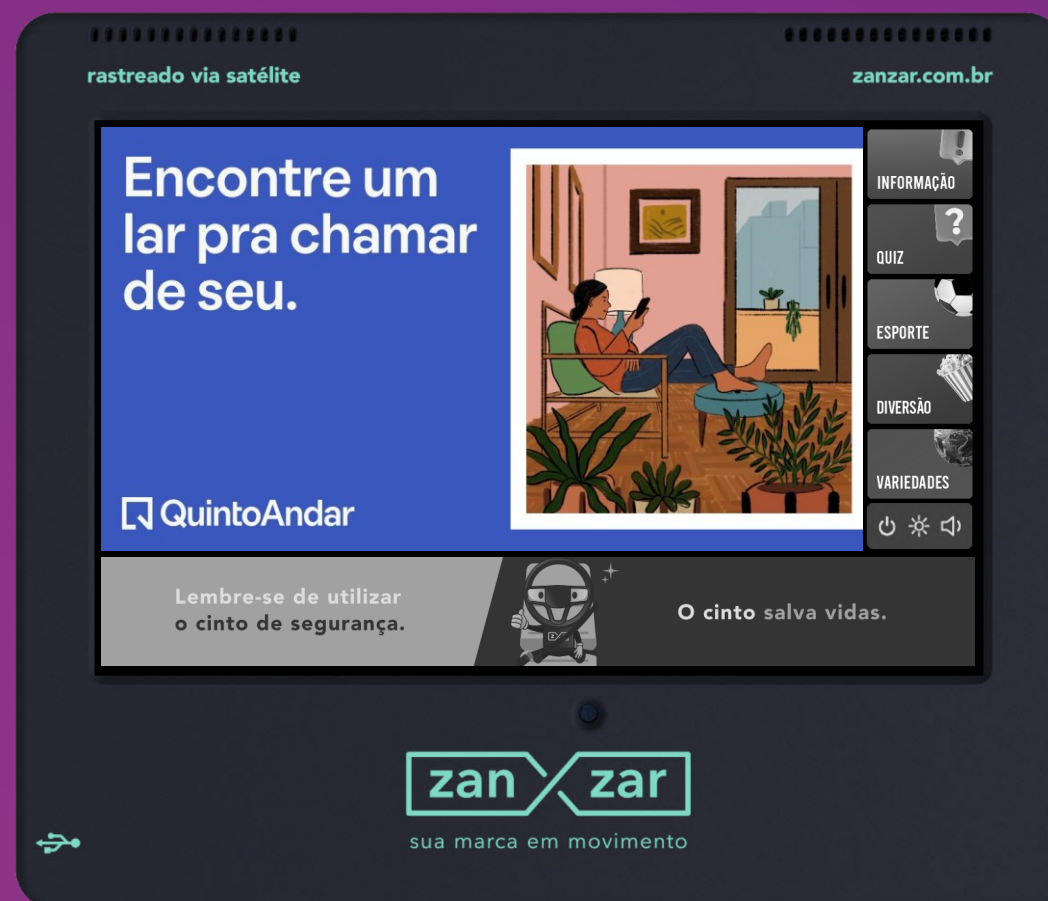 rastreado via satélite
zanzar.com.br
Encontre um
lar pra chamar
de seu.
QuintoAndar
INFORMAÇÃO
QUIZ
ESPORTE
DIVERSÃO
VARIEDADES
Lembre-se de utilizar
o cinto de segurança.
O cinto salva vidas.
zan zar
sua marca em movimento